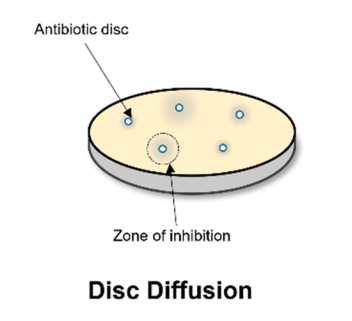 Antibiotic disc
Zone of inhibition
Disc Diffusion